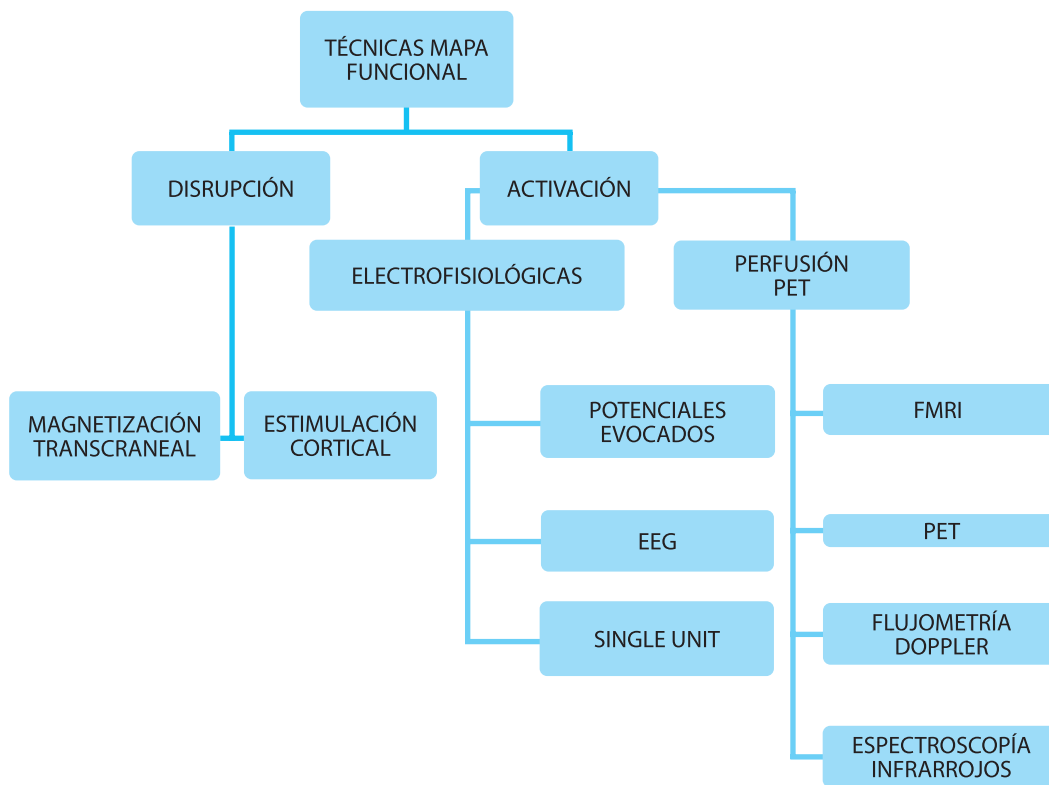 TÉCNICAS MAPA
FUNCIONAL
DISRUPCIÓN
ACTIVACIÓN
ELECTROFISIOLÓGICAS
PERFUSIÓN
PET
MAGNETIZACIÓN
TRANSCRANEAL
ESTIMULACIÓN
CORTICAL
POTENCIALES
EVOCADOS
FMRI
EEG
PET
SINGLE UNIT
FLUJOMETRÍA
DOPPLER
ESPECTROSCOPÍA
INFRARROJOS